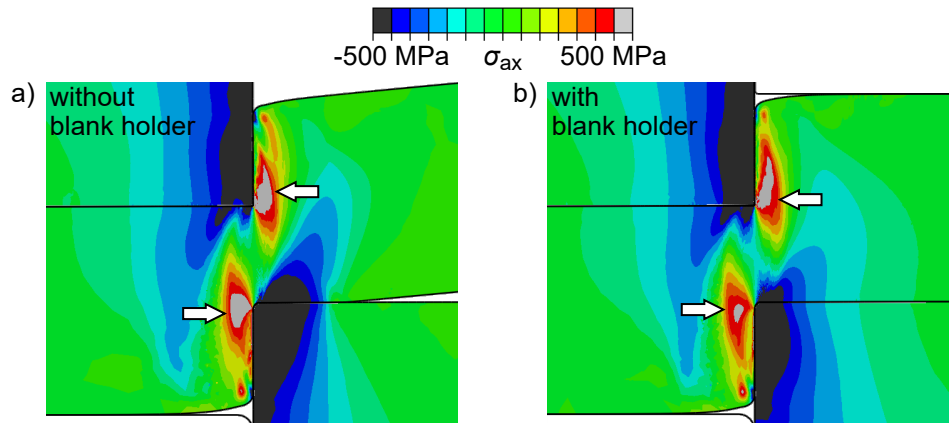 -500 MPa σax 500 MPa
a) without
blank holder
b) with
blank holder